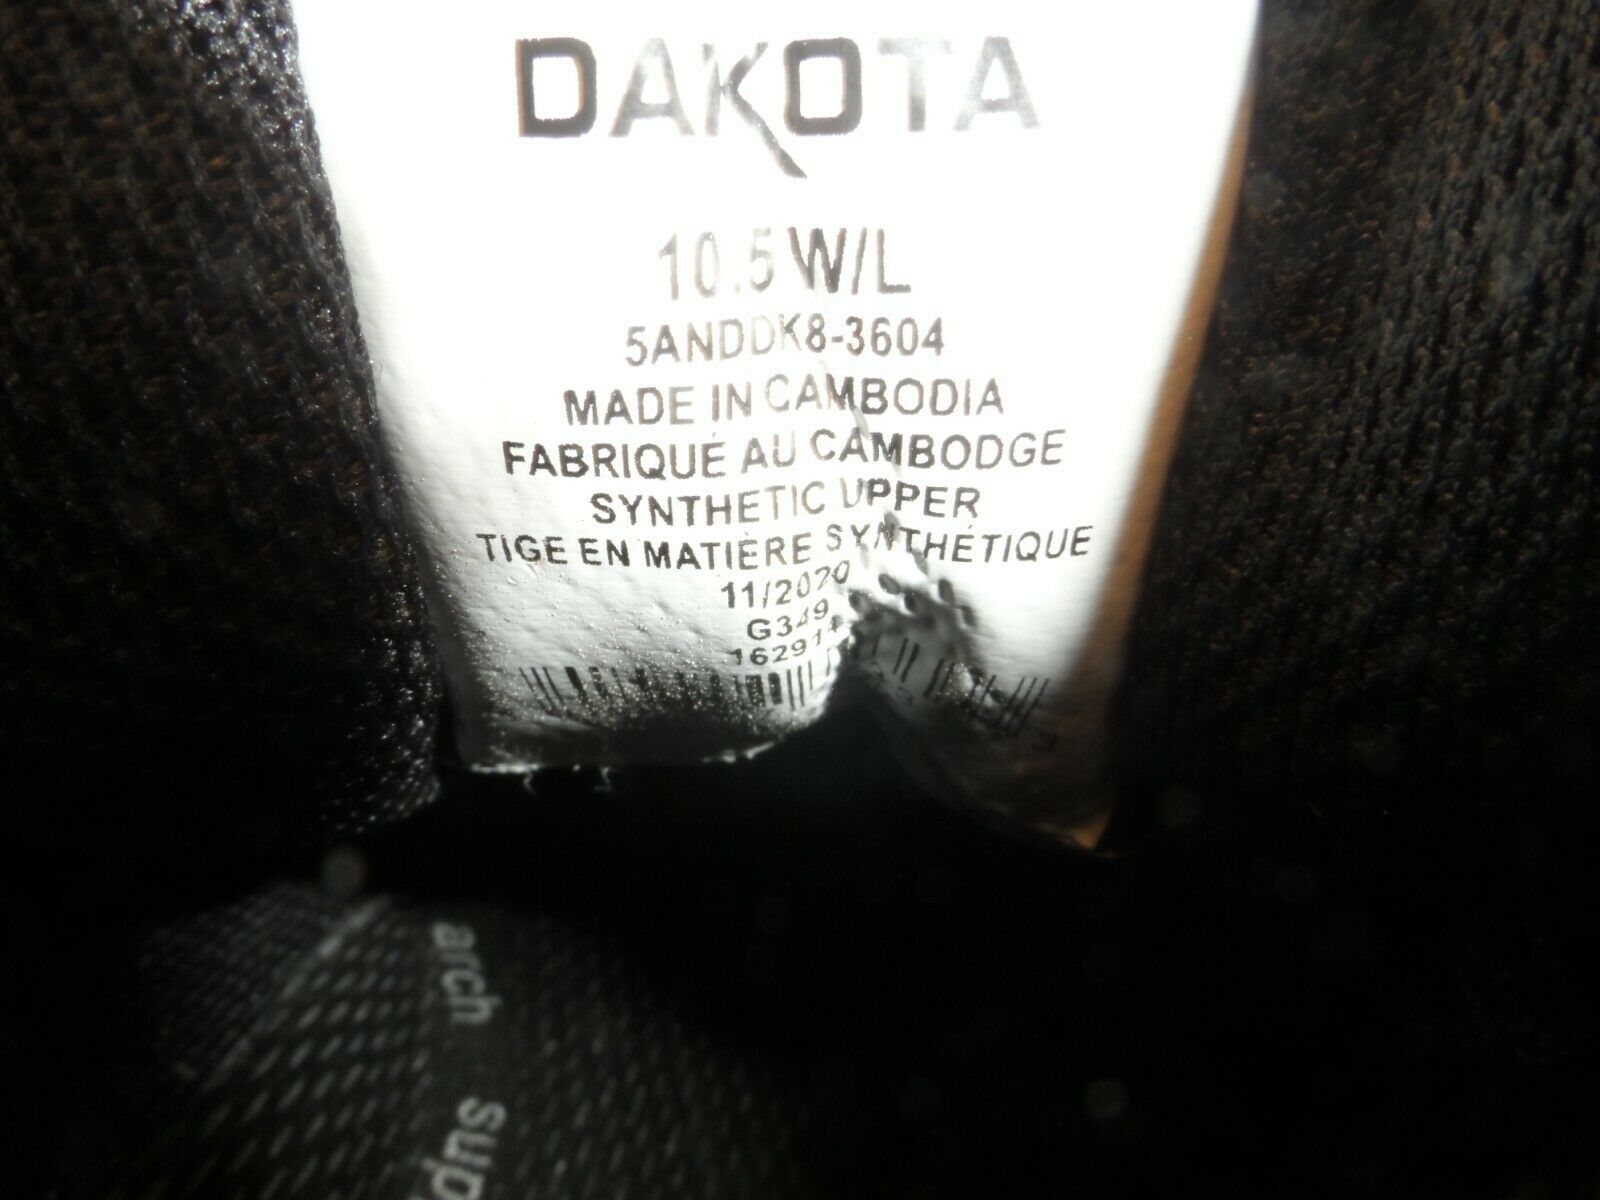 DAKOTA
10.5 W/L
5ANDDK8-3604
MADE IN CAMBODIA
FABRIQUÉ AU CAMBODGE
SYNTHETIC UPPER
TIGE EN MATIÈRE SYNTHÉTIQUE
11/2020
G349
arch